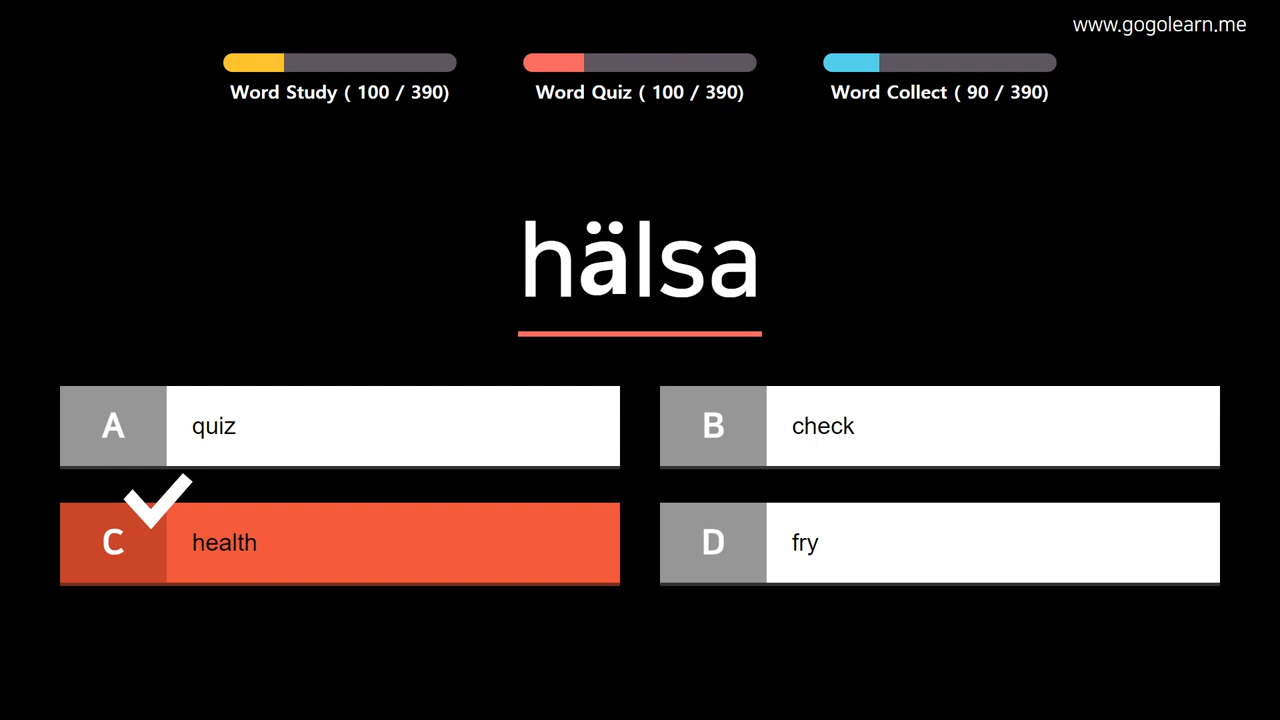 www.gogolearn.me
Word Study ( 100 / 390)
Word Quiz ( 100 / 390)
Word Collect ( 90 / 390)
hälsa
A quiz
B check
C health
D fry